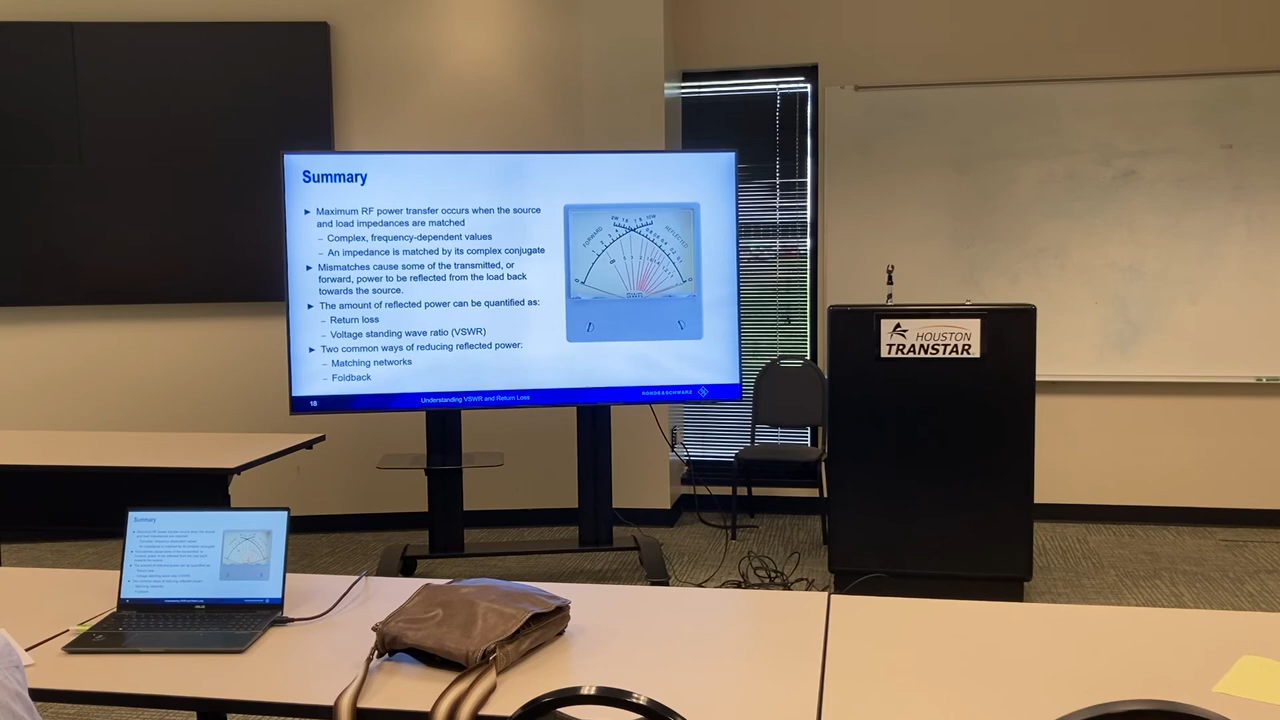 Summary
► Maximum RF power transfer occurs when the source
and load impedances are matched
– Complex, frequency-dependent values
– An impedance is matched by its complex conjugate
► Mismatches cause some of the transmitted, or
forward, power to be reflected from the load back
towards the source.
► The amount of reflected power can be quantified as:
– Return loss
– Voltage standing wave ratio (VSWR)
► Two common ways of reducing reflected power:
– Matching networks
– Foldback
FORWARD
REFLECTED
SWR
18
Understanding VSWR and Return Loss
ROHDE & SCHWARZ
HOUSTON
TRANSTAR
Summary
ASUS